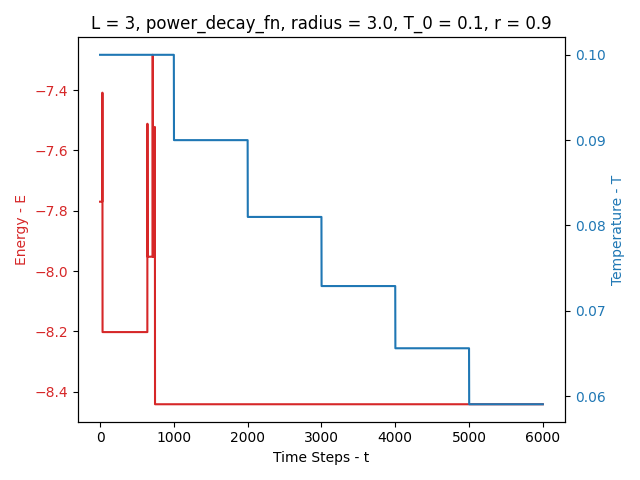 L = 3, power_decay_fn, radius = 3.0, T_0 = 0.1, r = 0.9
Energy - E
−7.4
−7.6
−7.8
−8.0
−8.2
−8.4
0.10
0.09
0.08
0.07
0.06
Temperature - T
0 1000 2000 3000 4000 5000 6000
Time Steps - t